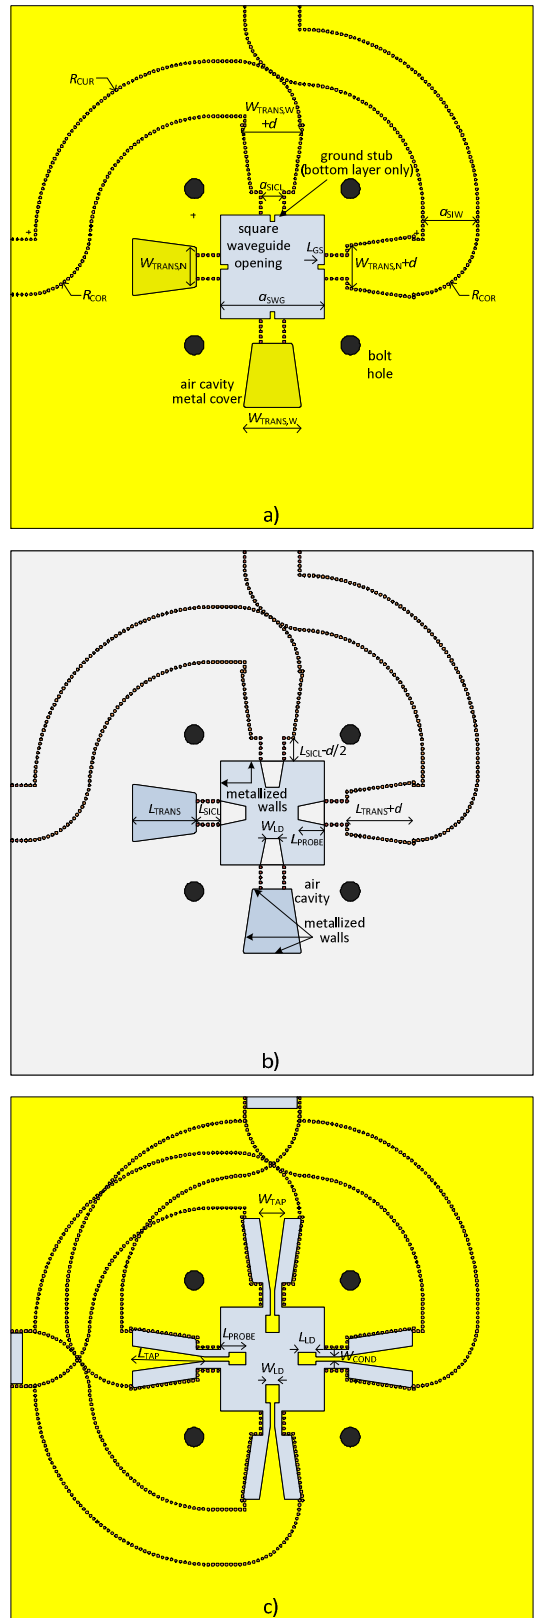 R_CUR
W_TRANS,W
+d
ground stub
(bottom layer only)
a_SICL
a_SIW
square
waveguide
opening
L_GS
W_TRANS,N
W_TRANS,N+d
R_COR
R_COR
a_SWG
bolt
hole
air cavity
metal cover
W_TRANS,W
a)
L_SICL-d/2
metallized
walls
L_TRANS
L_SICL
L_TRANS+d
W_LD
L_PROBE
air
cavity
metallized
walls
b)
W_TAP
L_PROBE
L_LD
L_TAP
W_COND
W_LD
c)